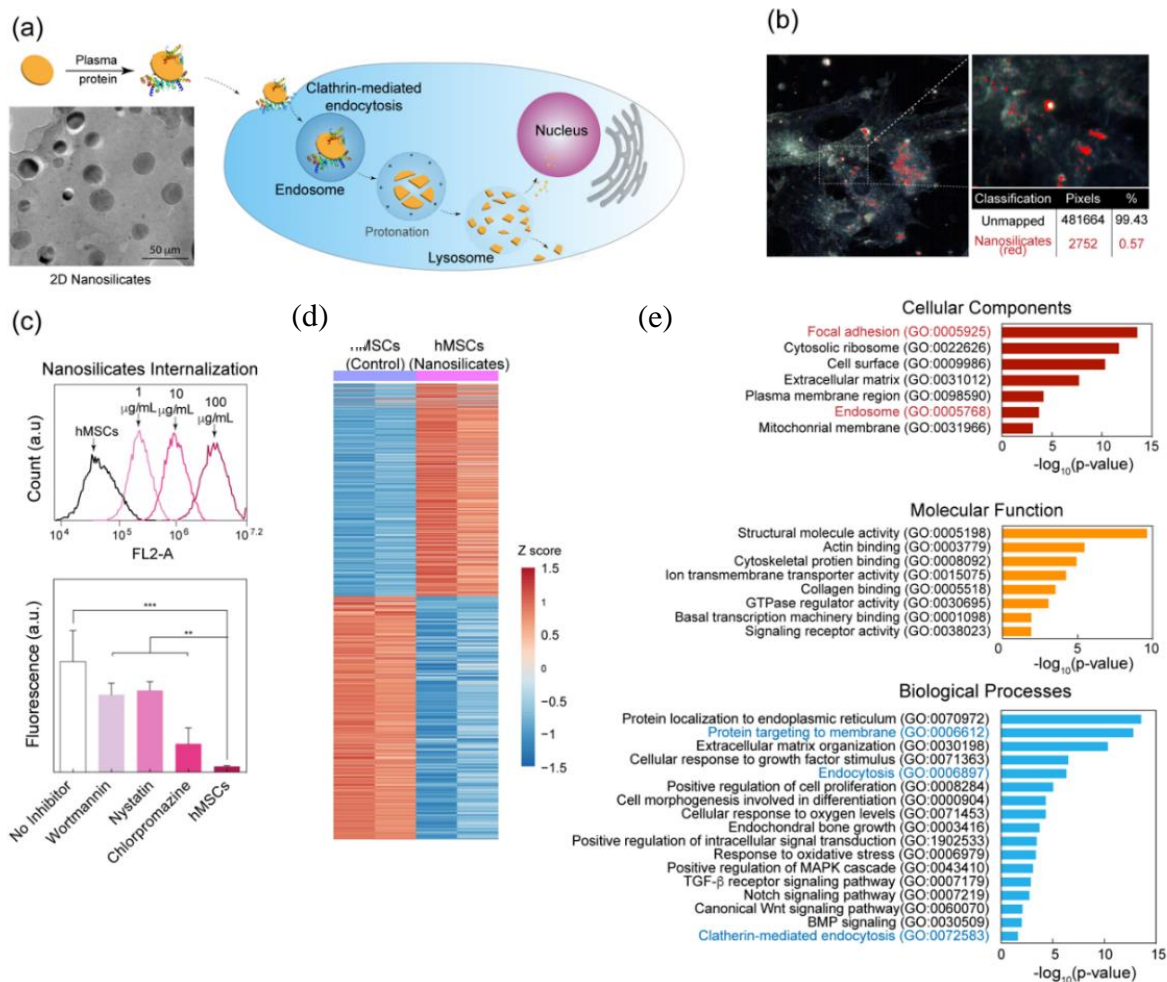 (a)
Plasma
protein
Clathrin-mediated
endocytosis
Endosome
Protonation
Lysosome
Nucleus
50 μm
2D Nanosilicates
(b)
Classification Pixels %
Unmapped 481664 99.43
Nanosilicates
(red) 2752 0.57
(c)
Nanosilicates Internalization
Count (a.u)
hMSCs
1
μg/mL
10
μg/mL
100
μg/mL
10^4 10^5 10^6 10^7.2
FL2-A
Fluorescence (a.u.)
***
**
No Inhibitor
Wortmannin
Nystatin
Chlorpromazine
hMSCs
(d)
(Control)
hMSCs
(Nanosilicates)
Z score
1.5
1
0.5
0
−0.5
−1
−1.5
(e)
Cellular Components
Focal adhesion (GO:0005925)
Cytosolic ribosome (GO:0022626)
Cell surface (GO:0009986)
Extracellular matrix (GO:0031012)
Plasma membrane region (GO:0098590)
Endosome (GO:0005768)
Mitochonrial membrane (GO:0031966)
0 5 10 15
-log10(p-value)
Molecular Function
Structural molecule activity (GO:0005198)
Actin binding (GO:0003779)
Cytoskeletal protien binding (GO:0008092)
Ion transmembrane transporter activity (GO:0015075)
Collagen binding (GO:0005518)
GTPase regulator activity (GO:0030695)
Basal transcription machinery binding (GO:0001098)
Signaling receptor activity (GO:0038023)
0 5 10
-log10(p-value)
Biological Processes
Protein localization to endoplasmic reticulum (GO:0070972)
Protein targeting to membrane (GO:0006612)
Extracellular matrix organization (GO:0030198)
Cellular response to growth factor stimulus (GO:0071363)
Endocytosis (GO:0006897)
Positive regulation of cell proliferation (GO:0008284)
Cell morphogenesis involved in differentiation (GO:0000904)
Cellular response to oxygen levels (GO:0071453)
Endochondral bone growth (GO:0003416)
Positive regulation of intracellular signal transduction (GO:1902533)
Response to oxidative stress (GO:0006979)
Positive regulation of MAPK cascade (GO:0043410)
TGF-β receptor signaling pathway (GO:0007179)
Notch signaling pathway (GO:0007219)
Canonical Wnt signaling pathway(GO:0060070)
BMP signaling (GO:0030509)
Clatherin-mediated endocytosis (GO:0072583)
0 5 10 15
-log10(p-value)